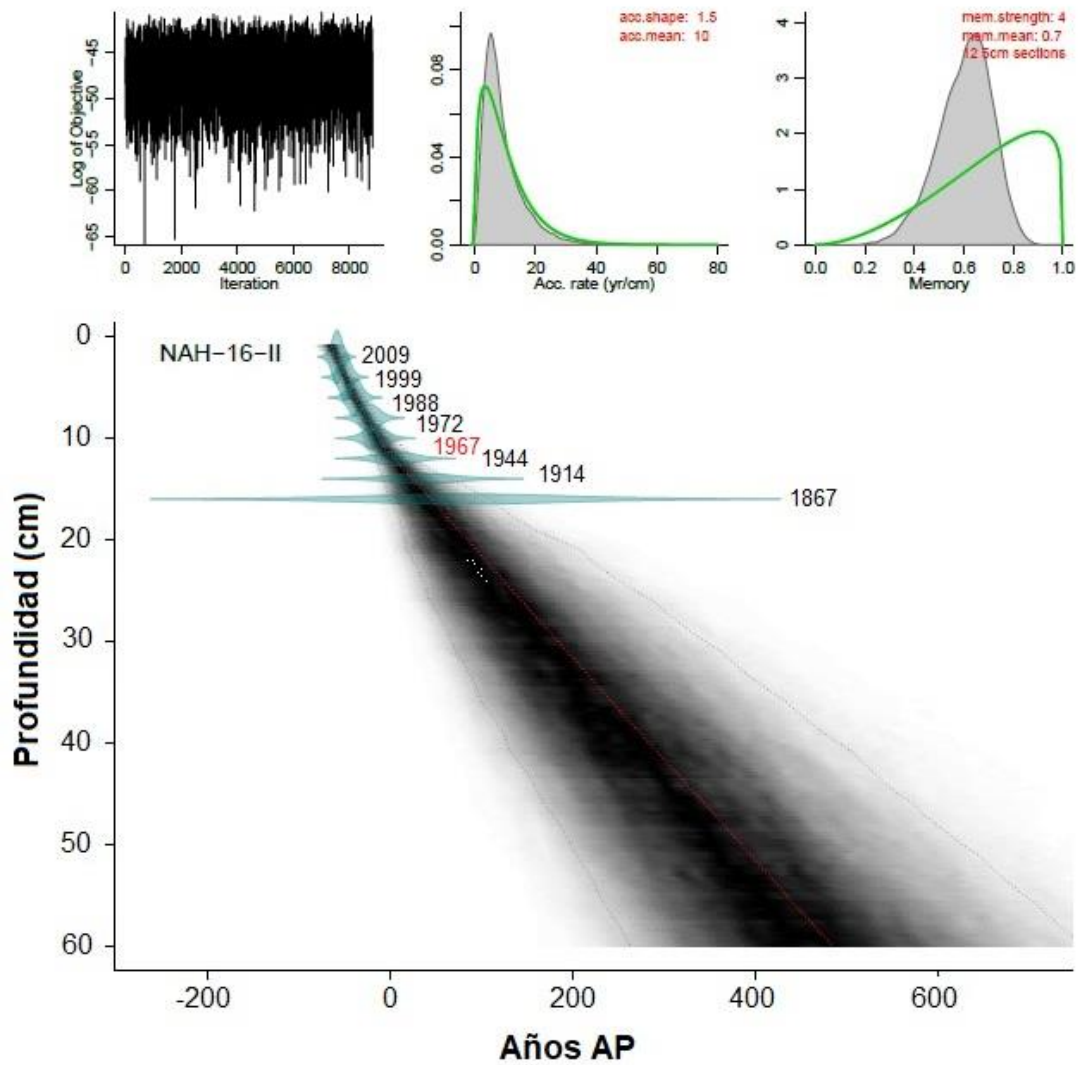 Log of Objective
−45
−50
−55
−60
−65
0 2000 4000 6000 8000
Iteration
acc.shape: 1.5
acc.mean: 10
0.08
0.04
0.00
0 20 40 60 80
Acc. rate (yr/cm)
mem.strength: 4
mem.mean: 0.7
4
3
2
1
0
0.0 0.2 0.4 0.6 0.8 1.0
Memory
NAH−16−II
2009
1999
1988
1972
1967
1944
1914
1867
Profundidad (cm)
0
10
20
30
40
50
60
-200 0 200 400 600
Años AP